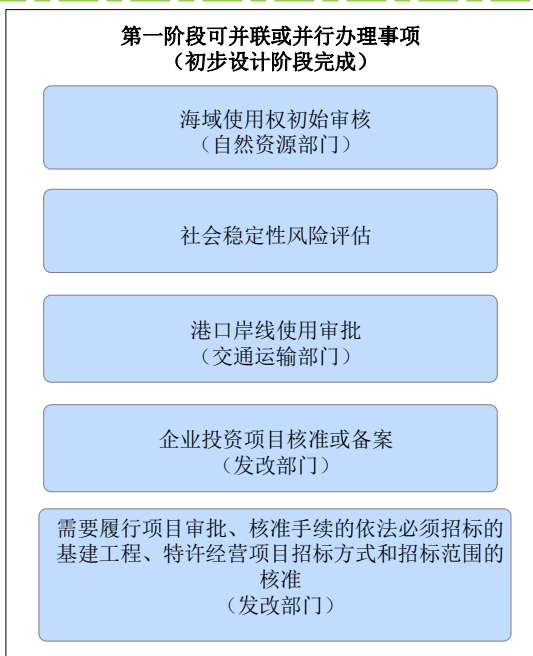 第一阶段可并联或并行办理事项
（初步设计阶段完成）
海域使用权初始审核
（自然资源部门）
社会稳定性风险评估
港口岸线使用审批
（交通运输部门）
企业投资项目核准或备案
（发改部门）
需要履行项目审批、核准手续的依法必须招标的
基建工程、特许经营项目招标方式和招标范围的
核准
（发改部门）